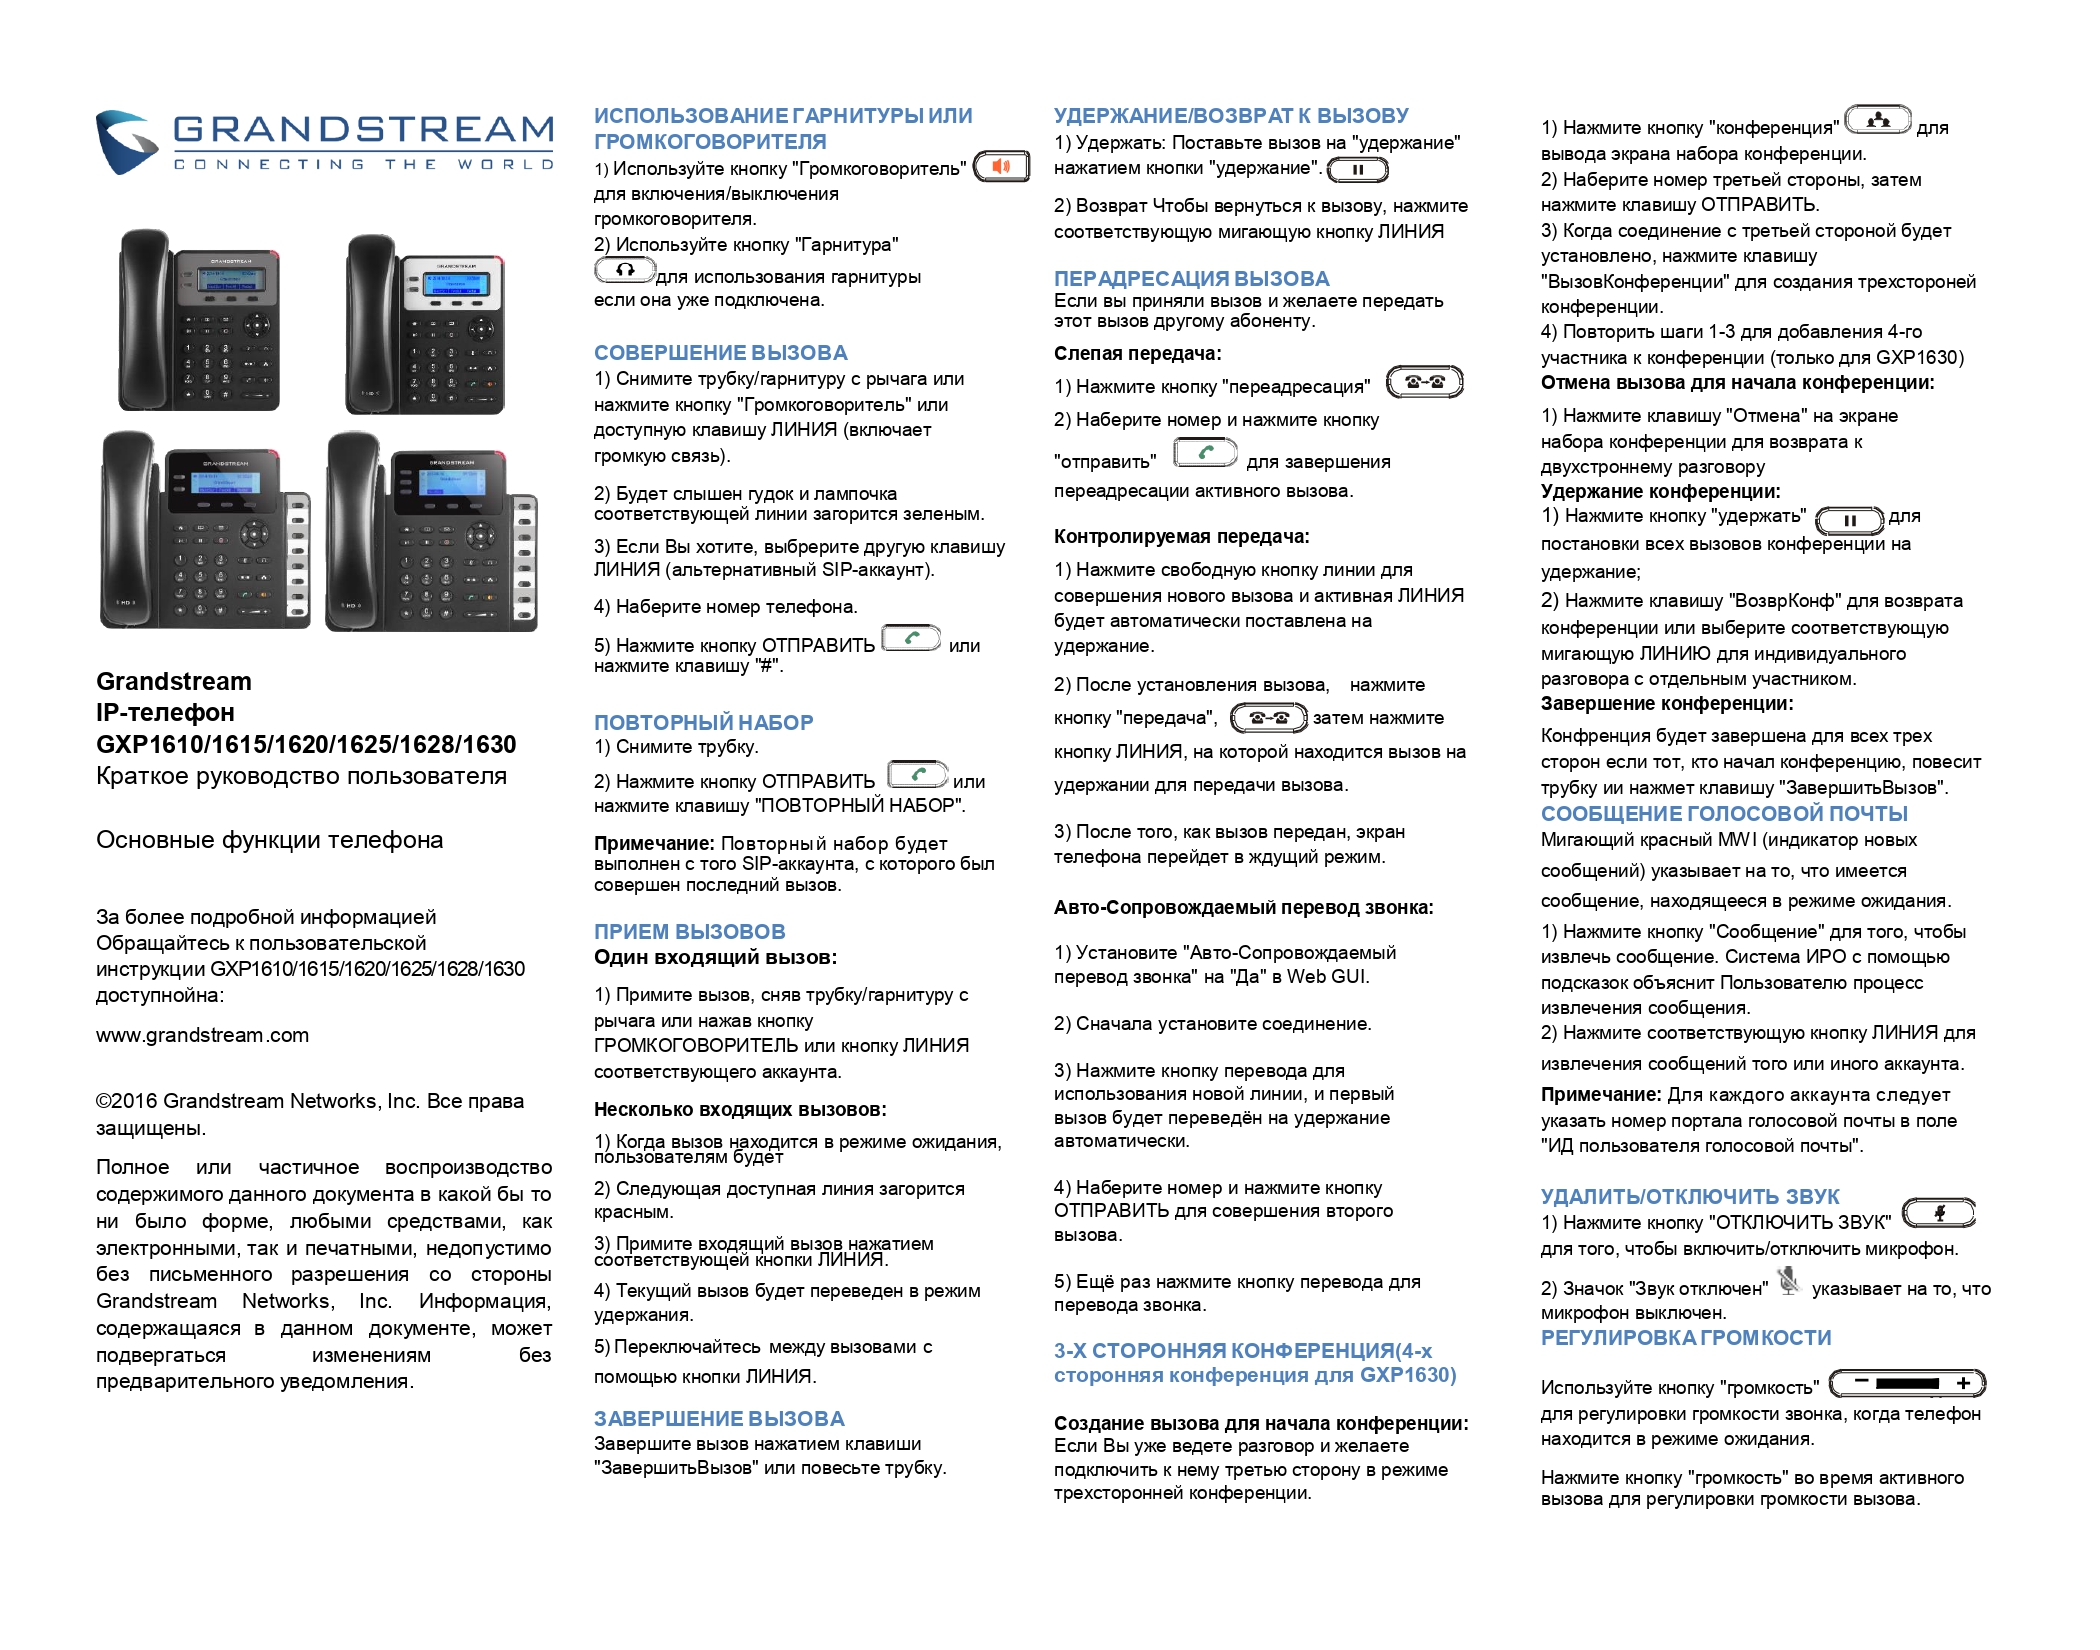 GRANDSTREAM
CONNECTING THE WORLD
Grandstream
IP-телефон
GXP1610/1615/1620/1625/1628/1630
Краткое руководство пользователя
Основные функции телефона
За более подробной информацией
Обращайтесь к пользовательской
инструкции GXP1610/1615/1620/1625/1628/1630
доступнойна:
www.grandstream.com
©2016 Grandstream Networks, Inc. Все права
защищены.
Полное или частичное воспроизводство
содержимого данного документа в какой бы то
ни было форме, любыми средствами, как
электронными, так и печатными, недопустимо
без письменного разрешения со стороны
Grandstream Networks, Inc. Информация,
содержащаяся в данном документе, может
подвергаться изменениям без
предварительного уведомления.
ИСПОЛЬЗОВАНИЕ ГАРНИТУРЫ ИЛИ
ГРОМКОГОВОРИТЕЛЯ
1) Используйте кнопку "Громкоговоритель"
для включения/выключения
громкоговорителя.
2) Используйте кнопку "Гарнитура"
для использования гарнитуры
если она уже подключена.
СОВЕРШЕНИЕ ВЫЗОВА
1) Снимите трубку/гарнитуру с рычага или
нажмите кнопку "Громкоговоритель" или
доступную клавишу ЛИНИЯ (включает
громкую связь).
2) Будет слышен гудок и лампочка
соответствующей линии загорится зеленым.
3) Если Вы хотите, выбрерите другую клавишу
ЛИНИЯ (альтернативный SIP-аккаунт).
4) Наберите номер телефона.
5) Нажмите кнопку ОТПРАВИТЬ или
нажмите клавишу "#".
ПОВТОРНЫЙ НАБОР
1) Снимите трубку.
2) Нажмите кнопку ОТПРАВИТЬ или
нажмите клавишу "ПОВТОРНЫЙ НАБОР".
Примечание: Повторный набор будет
выполнен с того SIP-аккаунта, с которого был
совершен последний вызов.
ПРИЕМ ВЫЗОВОВ
Один входящий вызов:
1) Примите вызов, сняв трубку/гарнитуру с
рычага или нажав кнопку
ГРОМКОГОВОРИТЕЛЬ или кнопку ЛИНИЯ
соответствующего аккаунта.
Несколько входящих вызовов:
1) Когда вызов находится в режиме ожидания,
пользователям будет
2) Следующая доступная линия загорится
красным.
3) Примите входящий вызов нажатием
соответствующей кнопки ЛИНИЯ.
4) Текущий вызов будет переведен в режим
удержания.
5) Переключайтесь между вызовами с
помощью кнопки ЛИНИЯ.
ЗАВЕРШЕНИЕ ВЫЗОВА
Завершите вызов нажатием клавиши
"ЗавершитьВызов" или повесьте трубку.
УДЕРЖАНИЕ/ВОЗВРАТ К ВЫЗОВУ
1) Удержать: Поставьте вызов на "удержание"
нажатием кнопки "удержание".
2) Возврат Чтобы вернуться к вызову, нажмите
соответствующую мигающую кнопку ЛИНИЯ
ПЕРАДРЕСАЦИЯ ВЫЗОВА
Если вы приняли вызов и желаете передать
этот вызов другому абоненту.
Слепая передача:
1) Нажмите кнопку "переадресация"
2) Наберите номер и нажмите кнопку
"отправить" для завершения
переадресации активного вызова.
Контролируемая передача:
1) Нажмите свободную кнопку линии для
совершения нового вызова и активная ЛИНИЯ
будет автоматически поставлена на
удержание.
2) После установления вызова, нажмите
кнопку "передача", затем нажмите
кнопку ЛИНИЯ, на которой находится вызов на
удержании для передачи вызова.
3) После того, как вызов передан, экран
телефона перейдет в ждущий режим.
Авто-Сопровождаемый перевод звонка:
1) Установите "Авто-Сопровождаемый
перевод звонка" на "Да" в Web GUI.
2) Сначала установите соединение.
3) Нажмите кнопку перевода для
использования новой линии, и первый
вызов будет переведён на удержание
автоматически.
4) Наберите номер и нажмите кнопку
ОТПРАВИТЬ для совершения второго
вызова.
5) Ещё раз нажмите кнопку перевода для
перевода звонка.
3-Х СТОРОННЯЯ КОНФЕРЕНЦИЯ(4-х
сторонняя конференция для GXP1630)
Создание вызова для начала конференции:
Если Вы уже ведете разговор и желаете
подключить к нему третью сторону в режиме
трехсторонней конференции.
1) Нажмите кнопку "конференция" для
вывода экрана набора конференции.
2) Наберите номер третьей стороны, затем
нажмите клавишу ОТПРАВИТЬ.
3) Когда соединение с третьей стороной будет
установлено, нажмите клавишу
"ВызовКонференции" для создания трехстороней
конференции.
4) Повторить шаги 1-3 для добавления 4-го
участника к конференции (только для GXP1630)
Отмена вызова для начала конференции:
1) Нажмите клавишу "Отмена" на экране
набора конференции для возврата к
двухстроннему разговору
Удержание конференции:
1) Нажмите кнопку "удержать" для
постановки всех вызовов конференции на
удержание;
2) Нажмите клавишу "ВозврКонф" для возврата
конференции или выберите соответствующую
мигающую ЛИНИЮ для индивидуального
разговора с отдельным участником.
Завершение конференции:
Конфренция будет завершена для всех трех
сторон если тот, кто начал конференцию, повесит
трубку ии нажмет клавишу "ЗавершитьВызов".
СООБЩЕНИЕ ГОЛОСОВОЙ ПОЧТЫ
Мигающий красный MWI (индикатор новых
сообщений) указывает на то, что имеется
сообщение, находящееся в режиме ожидания.
1) Нажмите кнопку "Сообщение" для того, чтобы
извлечь сообщение. Система ИРО с помощью
подсказок объяснит Пользователю процесс
извлечения сообщения.
2) Нажмите соответствующую кнопку ЛИНИЯ для
извлечения сообщений того или иного аккаунта.
Примечание: Для каждого аккаунта следует
указать номер портала голосовой почты в поле
"ИД пользователя голосовой почты".
УДАЛИТЬ/ОТКЛЮЧИТЬ ЗВУК
1) Нажмите кнопку "ОТКЛЮЧИТЬ ЗВУК"
для того, чтобы включить/отключить микрофон.
2) Значок "Звук отключен" указывает на то, что
микрофон выключен.
РЕГУЛИРОВКА ГРОМКОСТИ
Используйте кнопку "громкость"
для регулировки громкости звонка, когда телефон
находится в режиме ожидания.
Нажмите кнопку "громкость" во время активного
вызова для регулировки громкости вызова.